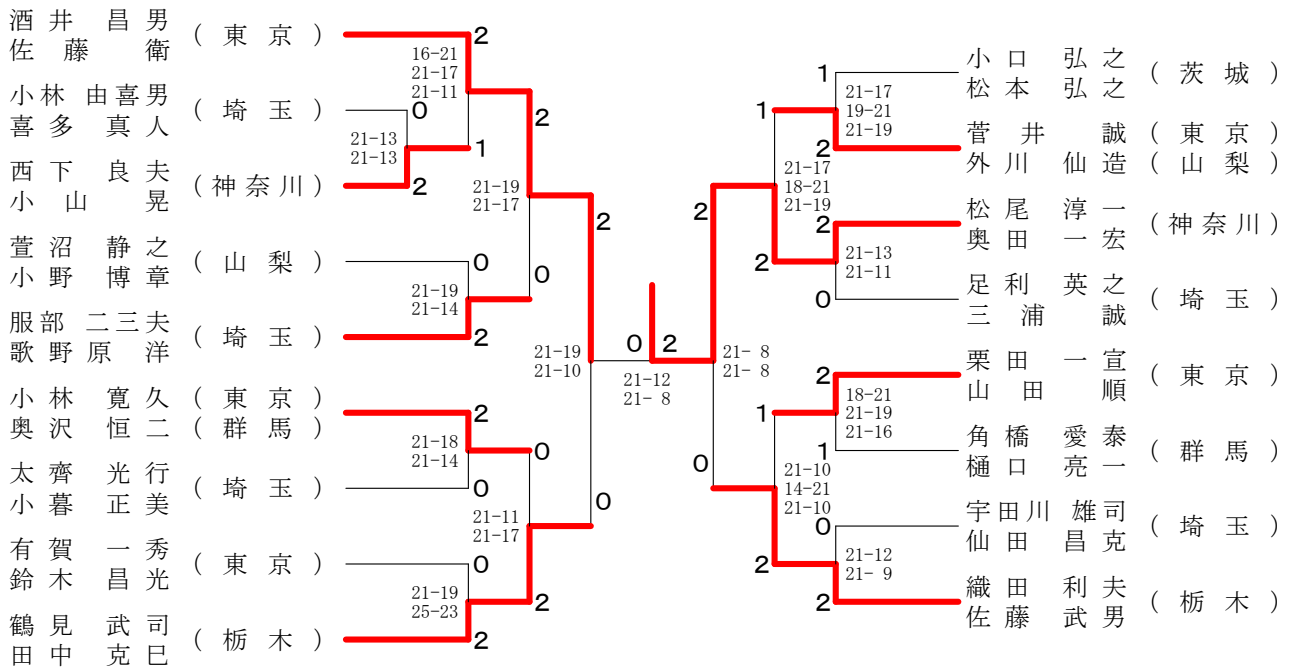 酒井昌男
佐藤衛
(東京)
2
16-21
21-17
21-11
小林由喜男
喜多真人
(埼玉)
0
21-13
21-13
西下良夫
小山晃
(神奈川)
2
1
2
21-19
21-17
萱沼静之
小野博章
(山梨)
0
21-19
21-14
服部二三夫
歌野原洋
(埼玉)
2
0
2
21-19
21-10
小林寛久
奥沢恒二
(東京)
(群馬)
2
21-18
21-14
太齊光行
小暮正美
(埼玉)
0
0
21-11
21-17
有賀一秀
鈴木昌光
(東京)
0
21-19
25-23
鶴見武司
田中克巳
(栃木)
2
2
0
0 2
21-12
21- 8
小口弘之
松本弘之
(茨城)
1
21-17
19-21
21-19
菅井誠
外川仙造
(東京)
(山梨)
2
1
21-17
18-21
21-19
松尾淳一
奥田一宏
(神奈川)
2
21-13
21-11
足利英之
三浦誠
(埼玉)
0
2
2
21- 8
21- 8
栗田一宣
山田順
(東京)
2
18-21
21-19
21-16
角橋愛泰
樋口亮一
(群馬)
1
1
21-10
14-21
21-10
宇田川雄司
仙田昌克
(埼玉)
0
21-12
21- 9
織田利夫
佐藤武男
(栃木)
2
2
0